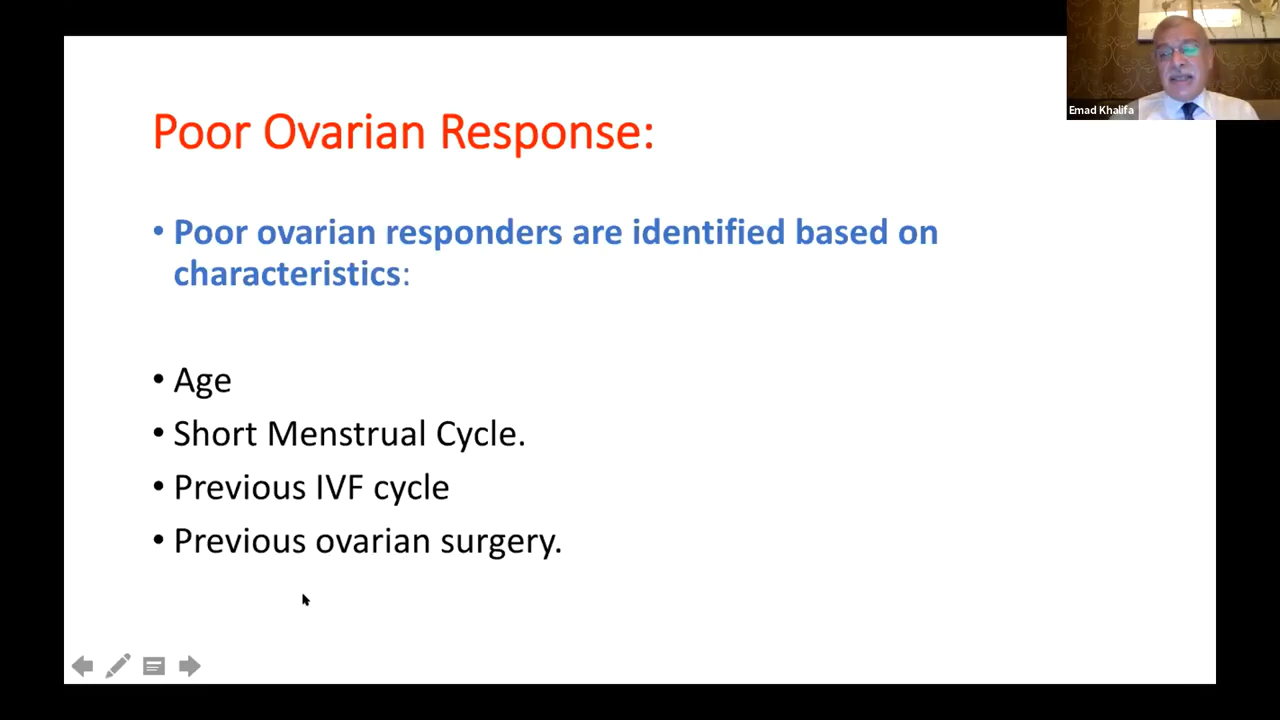 Emad Khalifa
Poor Ovarian Response:
• Poor ovarian responders are identified based on
characteristics:
• Age
• Short Menstrual Cycle.
• Previous IVF cycle
• Previous ovarian surgery.